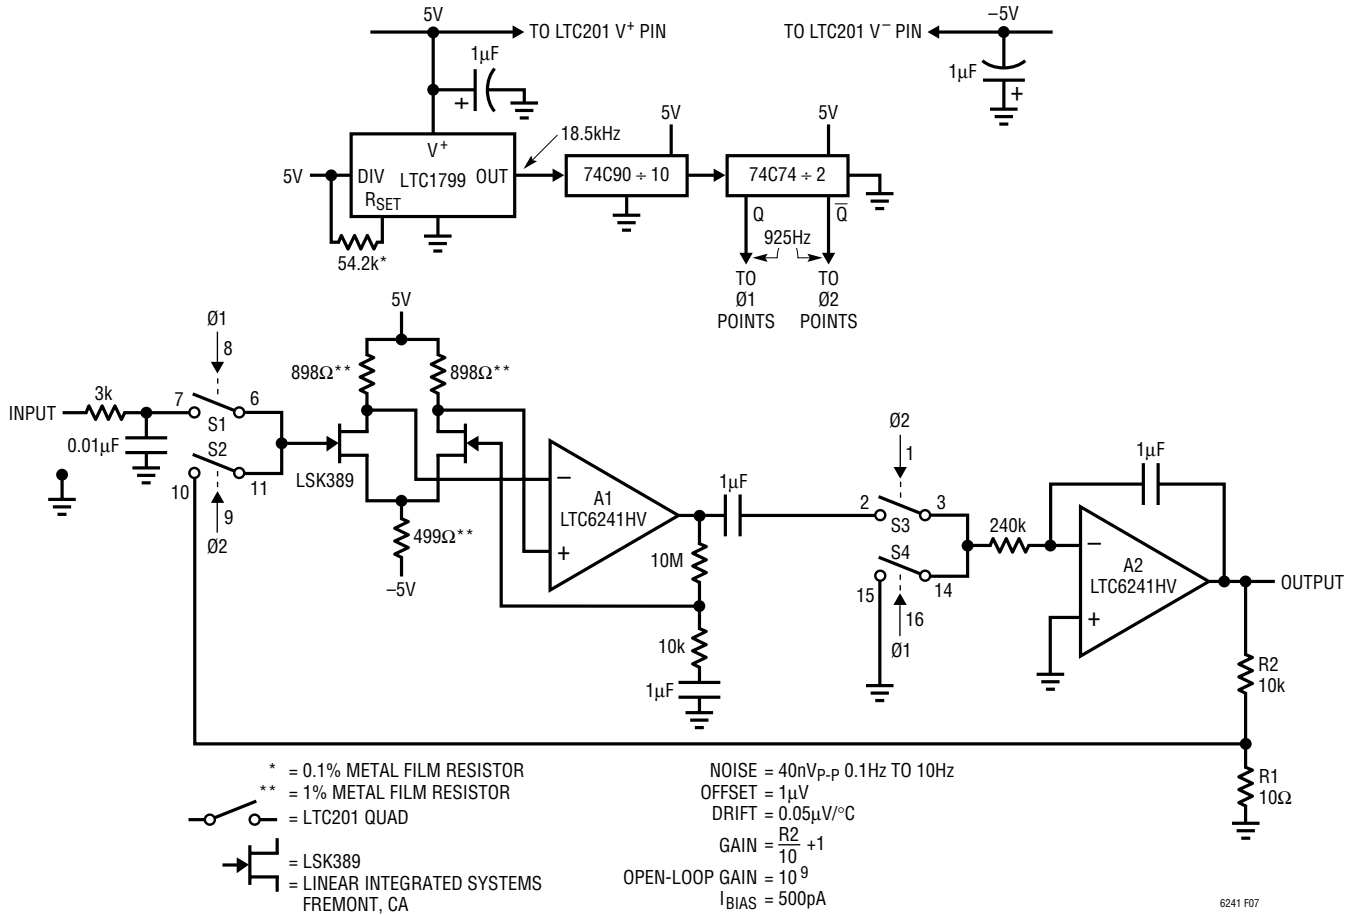 5V
TO LTC201 V+ PIN
TO LTC201 V− PIN
–5V
1µF
+
1µF
+
5V
5V
18.5kHz
V+
5V
DIV
LTC1799
OUT
RSET
74C90 ÷ 10
74C74 ÷ 2
Q
Q̅
54.2k*
925Hz
TO
Ø1
POINTS
TO
Ø2
POINTS
5V
Ø1
8
898Ω**
898Ω**
INPUT
3k
7
6
S1
0.01µF
S2
10
11
9
Ø2
LSK389
499Ω**
–5V
–
A1
LTC6241HV
+
1µF
10M
10k
1µF
Ø2
1
2
3
S3
S4
15
14
16
Ø1
240k
1µF
–
A2
LTC6241HV
+
OUTPUT
R2
10k
R1
10Ω
* = 0.1% METAL FILM RESISTOR
** = 1% METAL FILM RESISTOR
= LTC201 QUAD
= LSK389
= LINEAR INTEGRATED SYSTEMS
FREMONT, CA
NOISE = 40nVP-P 0.1Hz TO 10Hz
OFFSET = 1µV
DRIFT = 0.05µV/°C
GAIN = R2/10 +1
OPEN-LOOP GAIN = 10⁹
IBIAS = 500pA
6241 F07